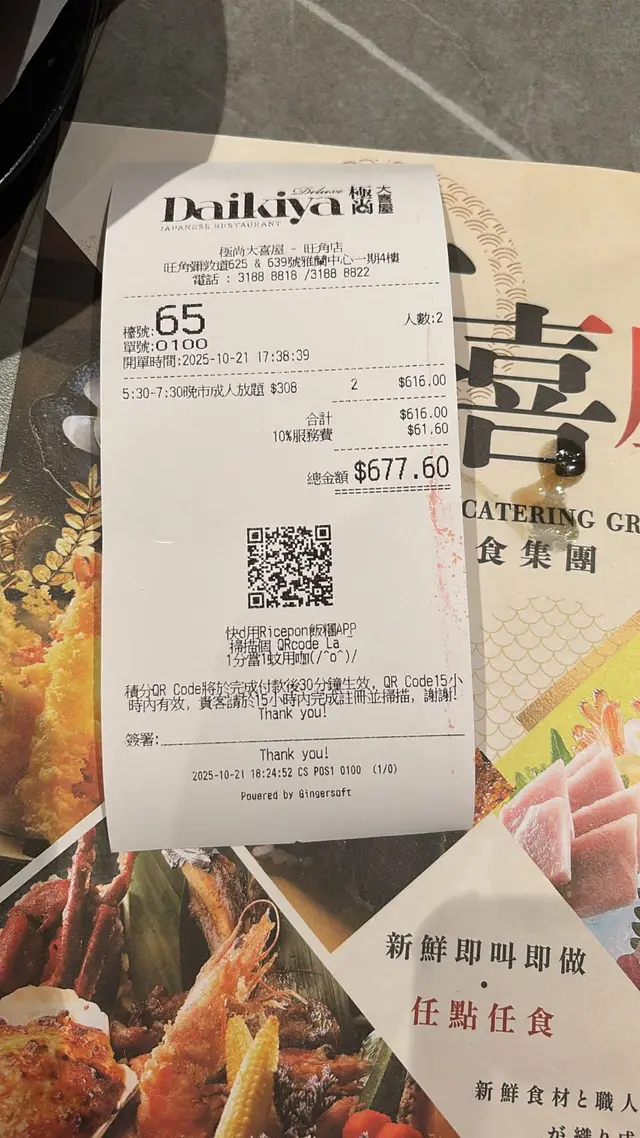 Deluxe
Daikiya 極尚 大喜屋
JAPANESE RESTAURANT
極尚大喜屋 - 旺角店
旺角彌敦道625 & 639號雅蘭中心一期4樓
電話 : 3188 8818 /3188 8822
檯號:65
人數:2
單號:0100
開單時間:2025-10-21 17:38:39
5:30-7:30晚市成人放題 $308 2 $616.00
合計 $616.00
10%服務費 $61.60
總金額 $677.60
快d用Ricepon飯糰APP
掃描個 QRcode La~
1分當1蚊用咖(/^o^)/
積分QR Code將於完成付款後30分鐘生效, QR Code15小
時內有效, 貴客請於15小時內完成註冊並掃描, 謝謝!
Thank you!
簽署:
Thank you!
2025-10-21 18:24:52 CS POS1 0100 (1/0)
Powered by Gingersoft
喜
CATERING GR
食集團
新鮮即叫即做
·
任點任食
新鮮食材と職人
が織り成